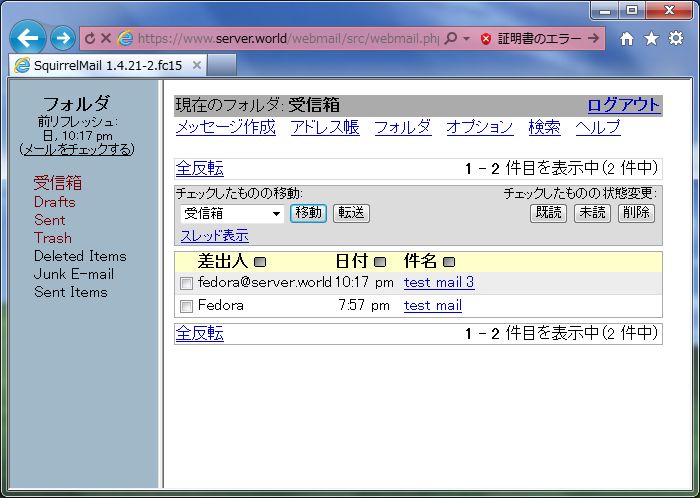 https://www.server.world/webmail/src/webmail.php
証明書のエラー
SquirrelMail 1.4.21-2.fc15
フォルダ
前リフレッシュ:
日, 10:17 pm
(メールをチェックする)
受信箱
Drafts
Sent
Trash
Deleted Items
Junk E-mail
Sent Items
現在のフォルダ: 受信箱 ログアウト
メッセージ作成 アドレス帳 フォルダ オプション 検索 ヘルプ
全反転 1 - 2 件目を表示中(2 件中)
チェックしたものの移動: チェックしたものの状態変更:
受信箱 移動 転送 既読 未読 削除
スレッド表示
差出人 日付 件名
fedora@server.world 10:17 pm test mail 3
Fedora 7:57 pm test mail
全反転 1 - 2 件目を表示中(2 件中)